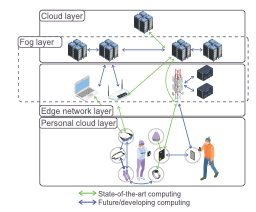 Cloud layer
Fog layer
Edge network layer
Personal cloud layer
State-of-the-art computing
Future/developing computing